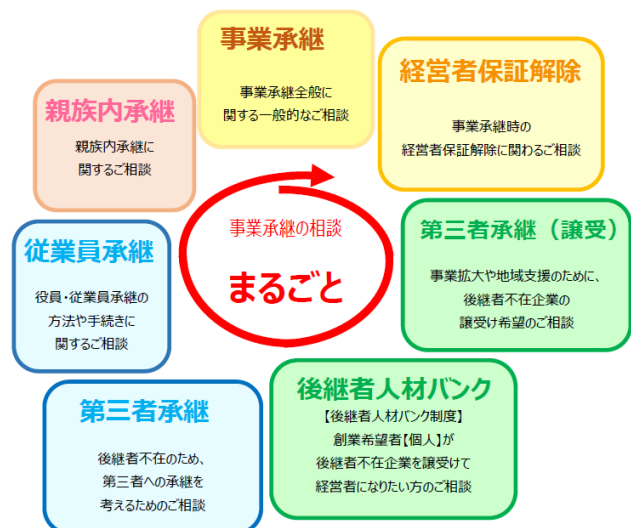 事業承継
事業承継全般に
関する一般的なご相談
経営者保証解除
事業承継時の
経営者保証解除に関わるご相談
第三者承継（譲受）
事業拡大や地域支援のために、
後継者不在企業の
譲受け希望のご相談
後継者人材バンク
【後継者人材バンク制度】
創業希望者【個人】が
後継者不在企業を譲受けて
経営者になりたい方のご相談
第三者承継
後継者不在のため、
第三者への承継を
考えるためのご相談
従業員承継
役員・従業員承継の
方法や手続きに
関するご相談
親族内承継
親族内承継に
関するご相談
事業承継の相談
まるごと